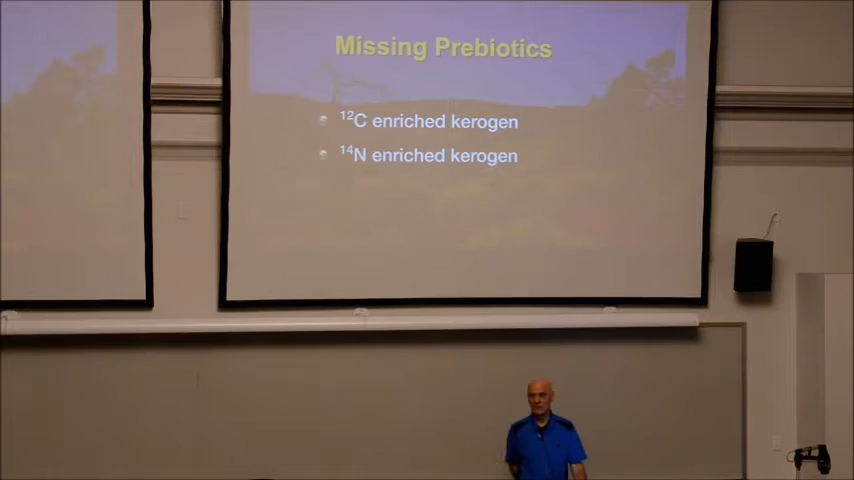 Missing Prebiotics
¹²C enriched kerogen
¹⁴N enriched kerogen